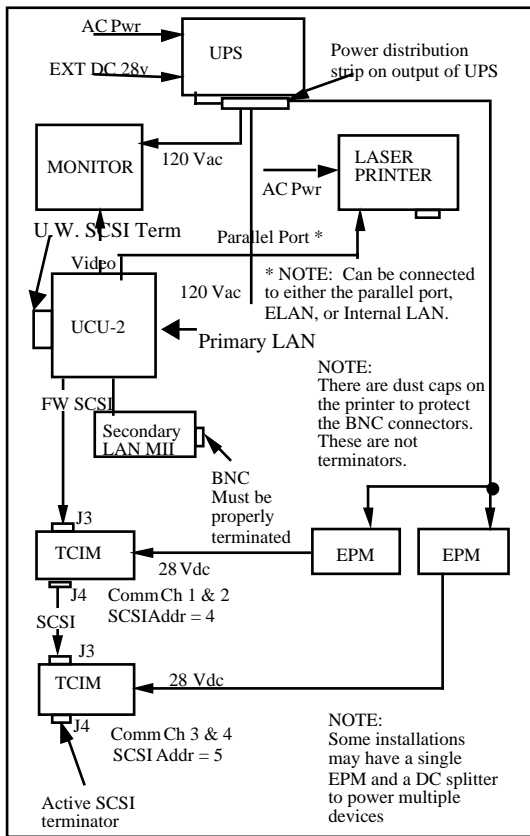 AC Pwr
EXT DC 28v
UPS
Power distribution
strip on output of UPS
MONITOR
120 Vac
LASER
PRINTER
AC Pwr
U.W. SCSI Term
Video
Parallel Port *
* NOTE: Can be connected
to either the parallel port,
ELAN, or Internal LAN.
120 Vac
UCU-2
Primary LAN
NOTE:
There are dust caps on
the printer to protect
the BNC connectors.
These are not
terminators.
FW SCSI
Secondary
LAN MII
BNC
Must be
properly
terminated
J3
TCIM
28 Vdc
EPM
EPM
J4
Comm Ch 1 & 2
SCSI Addr = 4
SCSI
J3
TCIM
28 Vdc
J4
Comm Ch 3 & 4
SCSI Addr = 5
Active SCSI
terminator
NOTE:
Some installations
may have a single
EPM and a DC splitter
to power multiple
devices